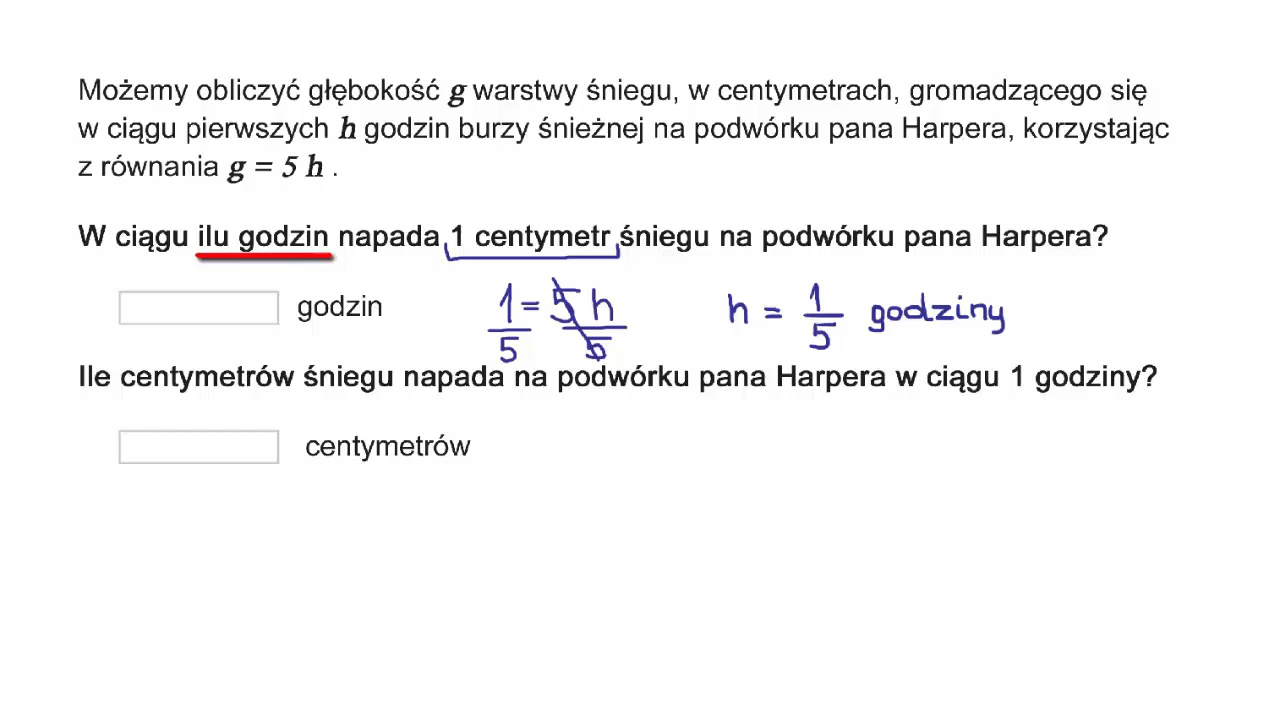 Możemy obliczyć głębokość g warstwy śniegu, w centymetrach, gromadzącego się
w ciągu pierwszych h godzin burzy śnieżnej na podwórku pana Harpera, korzystając
z równania g = 5 h .
W ciągu ilu godzin napada 1 centymetr śniegu na podwórku pana Harpera?
godzin 1/5 = 5 h/5 h = 1/5 godziny
Ile centymetrów śniegu napada na podwórku pana Harpera w ciągu 1 godziny?
centymetrów